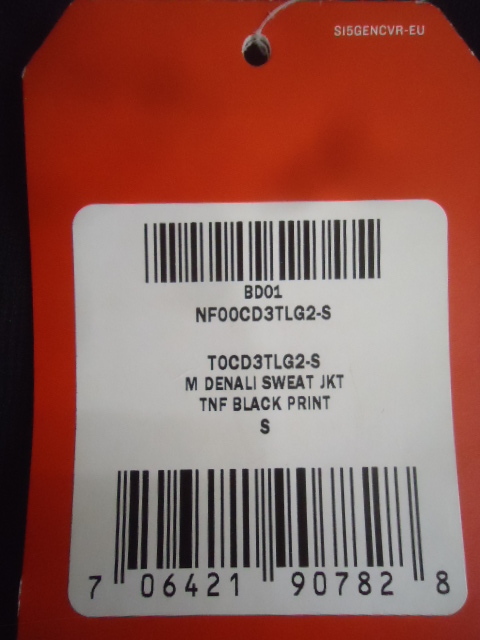 Si5GENCVR-EU
BD01
NF00CD3TLG2-S
T0CD3TLG2-S
M DENALI SWEAT JKT
TNF BLACK PRINT
S
7 06421 90782 8